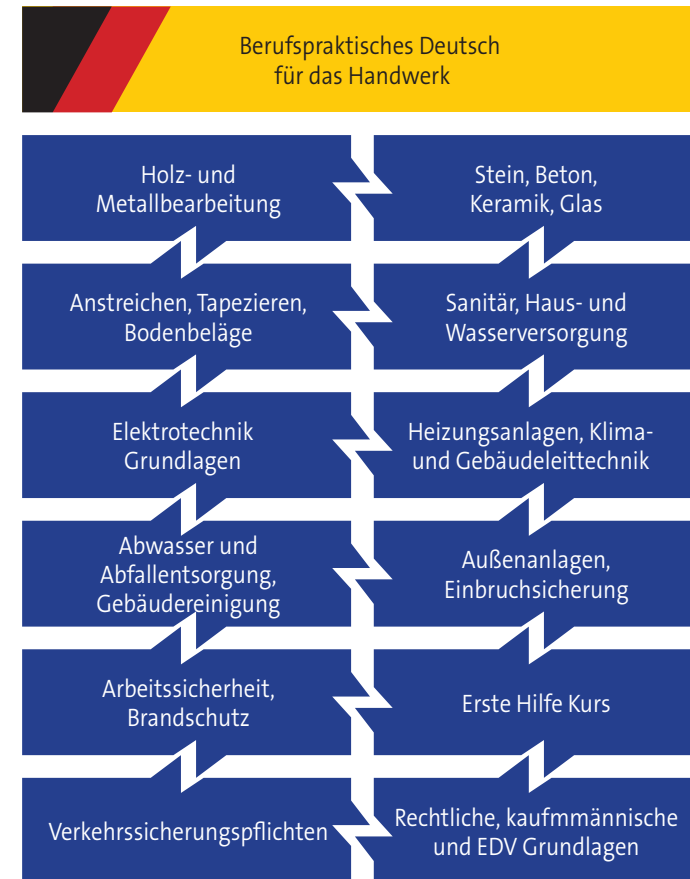 Berufspraktisches Deutsch
für das Handwerk
Holz- und
Metallbearbeitung
Stein, Beton,
Keramik, Glas
Anstreichen, Tapezieren,
Bodenbeläge
Sanitär, Haus- und
Wasserversorgung
Elektrotechnik
Grundlagen
Heizungsanlagen, Klima-
und Gebäudeleittechnik
Abwasser und
Abfallentsorgung,
Gebäudereinigung
Außenanlagen,
Einbruchsicherung
Arbeitssicherheit,
Brandschutz
Erste Hilfe Kurs
Verkehrssicherungspflichten
Rechtliche, kaufmmännische
und EDV Grundlagen